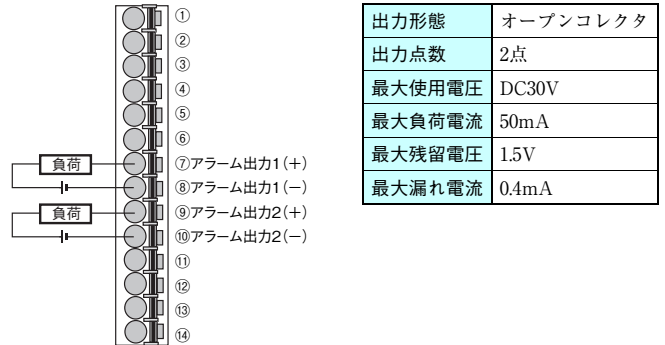 ①
②
③
④
⑤
⑥
負荷
⑦アラーム出力1(+)
⑧アラーム出力1(−)
負荷
⑨アラーム出力2(+)
⑩アラーム出力2(−)
⑪
⑫
⑬
⑭
出力形態 オープンコレクタ
出力点数 2点
最大使用電圧 DC30V
最大負荷電流 50mA
最大残留電圧 1.5V
最大漏れ電流 0.4mA